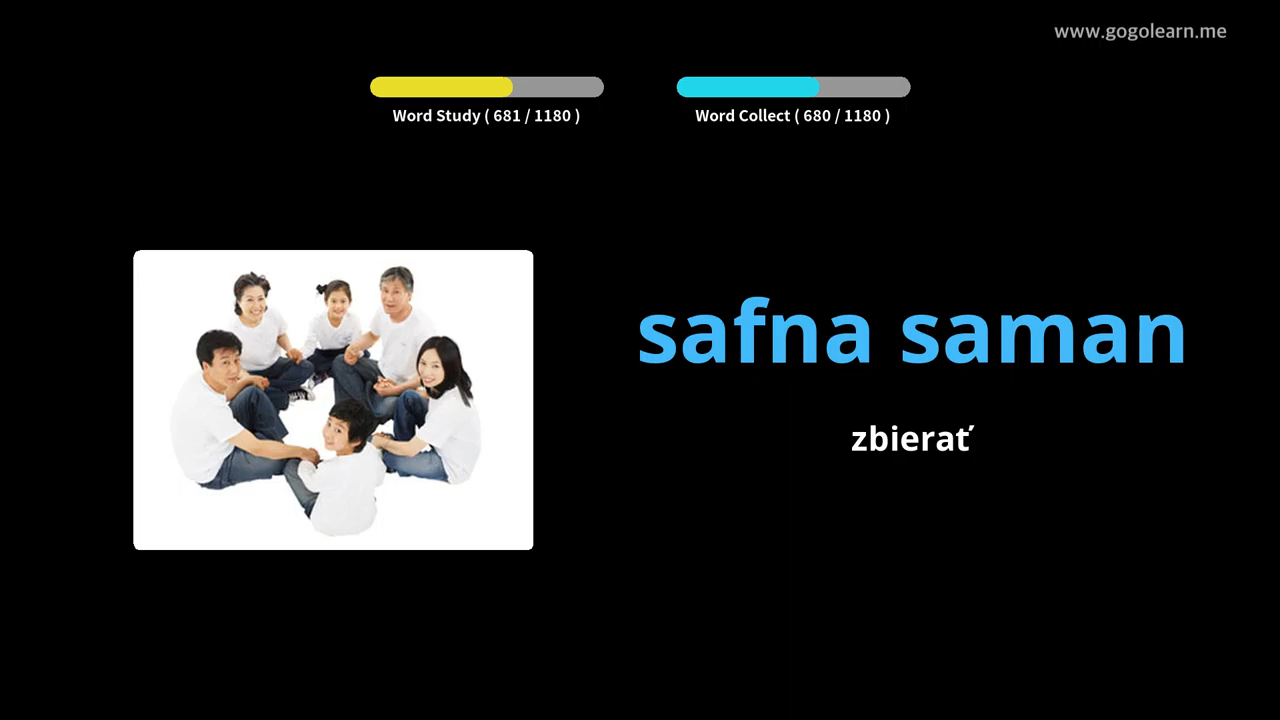 www.gogolearn.me
Word Study ( 681 / 1180 )
Word Collect ( 680 / 1180 )
safna saman
zbierať